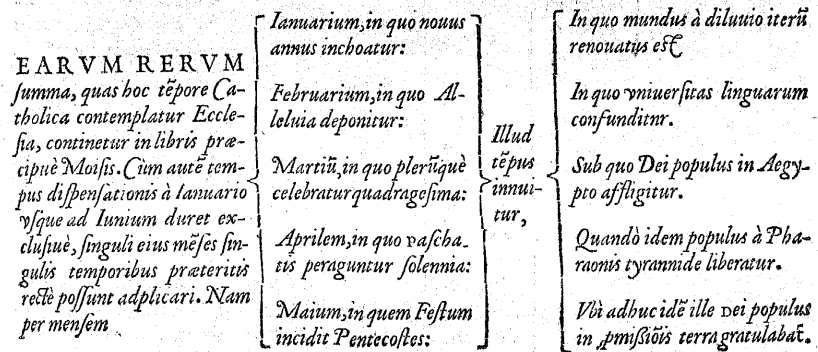 EARVM RERVM
ſumma, quas hoc tẽpore Ca-
tholica contemplatur Eccle-
ſia, continetur in libris præ-
cipuè Moiſis. Cùm autẽ tem-
pus diſpenſationis à Ianuario
vſque ad Iunium duret ex-
cluſiuè, ſinguli eius mẽſes ſin-
gulis temporibus præteritis
rectè poſſunt adplicari. Nam
per menſem
Ianuarium, in quo nouus
annus inchoatur:
Februarium, in quo Al-
leluia deponitur:
Martiũ, in quo plerũquè
celebratur quadrageſima:
Aprilem, in quo paſcha-
tis peraguntur ſolennia:
Maium, in quem Feſtum
incidit Pentecoſtes:
Illud
tẽpus
innui-
tur,
In quo mundus à diluuio iterũ
renouatus eſt
In quo vniuerſitas linguarum
confunditnr.
Sub quo Dei populus in Aegy-
pto affligitur.
Quandò idem populus à Pha-
raonis tyrannide liberatur.
Vbi adhuc idẽ ille Dei populus
in ꝓmiſſiõis terra gratulabat̃.